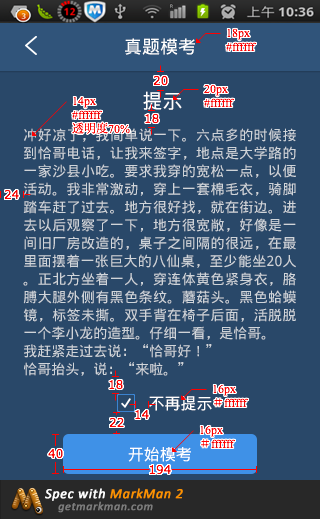 3
12
上午 10:36
真题模考
18px
#ffffff
20
提示
20px
#ffffff
18
14px
#ffffff
透明度70%
24
冲好凉了，我简单说一下。六点多的时候接
到恰哥电话，让我来签字，地点是大学路的
一家沙县小吃。要求我穿的宽松一点，以便
活动。我非常激动，穿上一套棉毛衣，骑脚
踏车赶了过去。地方很好找，就在街边。进
去以后观察了一下，地方很宽敞，好像是一
间旧厂房改造的，桌子之间隔的很远，在最
里面摆着一张巨大的八仙桌，至少能坐20人
。正北方坐着一人，穿连体黄色紧身衣，胳
膊大腿外侧有黑色条纹。蘑菇头。黑色蛤蟆
镜，标签未撕。双手背在椅子后面，活脱脱
一个李小龙的造型。仔细一看，是恰哥。
我赶紧走过去说：“恰哥好！”
恰哥抬头，说：“来啦。”
18
不再提示
16px
#ffffff
14
22
40
开始模考
16px
#ffffff
194
Spec with MarkMan 2
getmarkman.com